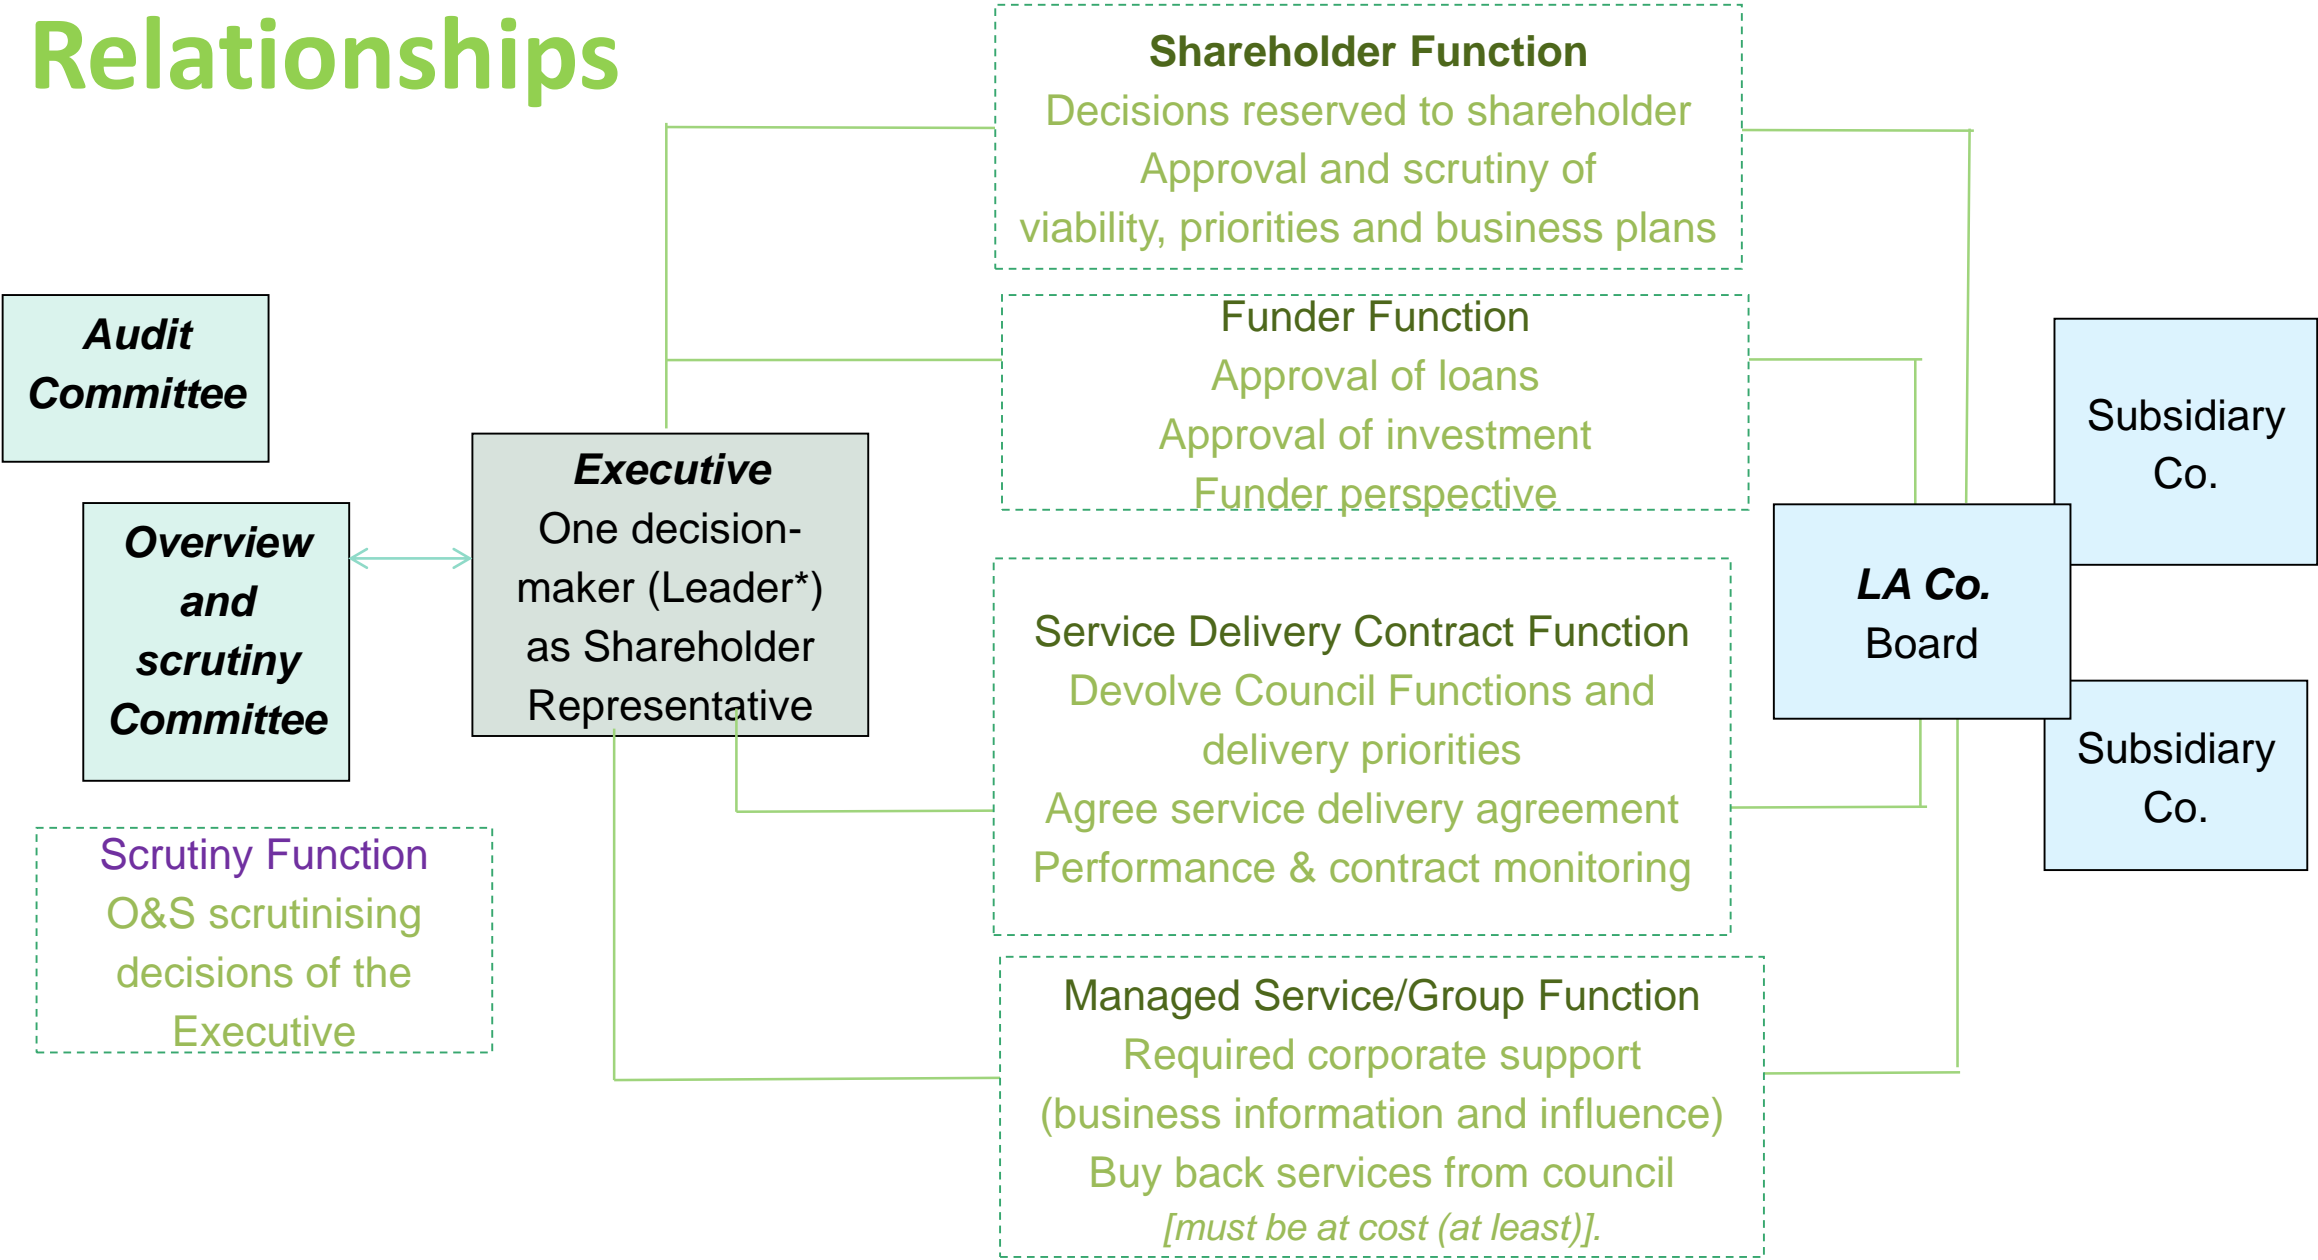 Relationships
Shareholder Function
Decisions reserved to shareholder
Approval and scrutiny of
viability, priorities and business plans
Audit
Committee
Funder Function
Approval of loans
Approval of investment
Funder perspective
Subsidiary
Co.
Executive
One decision-
maker (Leader*)
as Shareholder
Representative
Overview
and
scrutiny
Committee
LA Co.
Board
Service Delivery Contract Function
Devolve Council Functions and
delivery priorities
Agree service delivery agreement
Performance & contract monitoring
Subsidiary
Co.
Scrutiny Function
O&S scrutinising
decisions of the
Executive
Managed Service/Group Function
Required corporate support
(business information and influence)
Buy back services from council
[must be at cost (at least)].